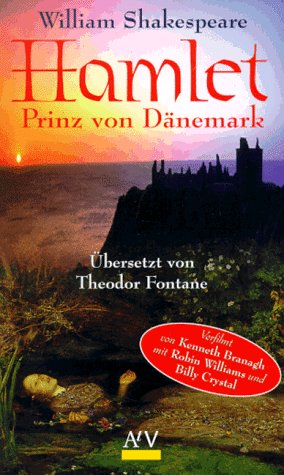 William Shakespeare
Hamlet
Prinz von Dänemark
Übersetzt von
Theodor Fontane
Verfilmt
von Kenneth Branagh
mit Robin Williams und
Billy Crystal
AtV